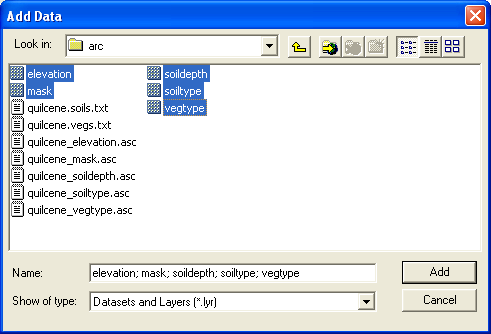 Add Data
Look in: arc
elevation
mask
quilcene.soils.txt
quilcene.vegs.txt
quilcene_elevation.asc
quilcene_mask.asc
quilcene_soildepth.asc
quilcene_soiltype.asc
quilcene_vegtype.asc
soildepth
soiltype
vegtype
Name: elevation; mask; soildepth; soiltype; vegtype
Add
Show of type: Datasets and Layers (*.lyr)
Cancel